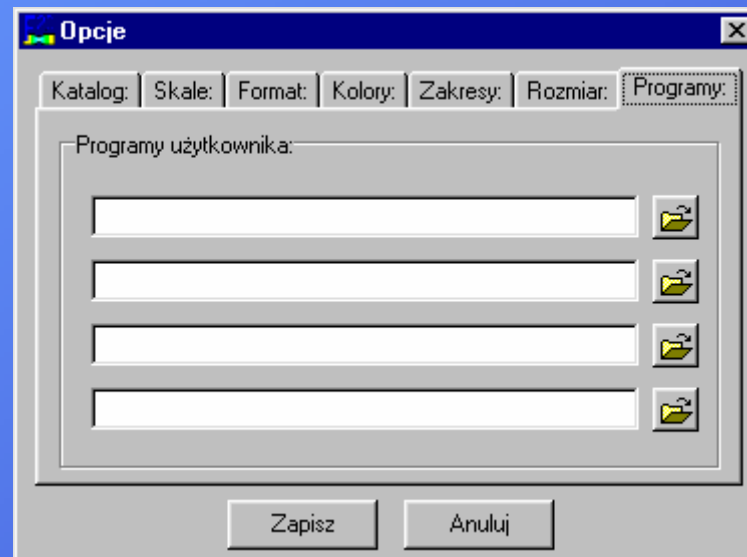 Opcje
Katalog: Skale: Format: Kolory: Zakresy: Rozmiar: Programy:
Programy użytkownika:
Zapisz Anuluj